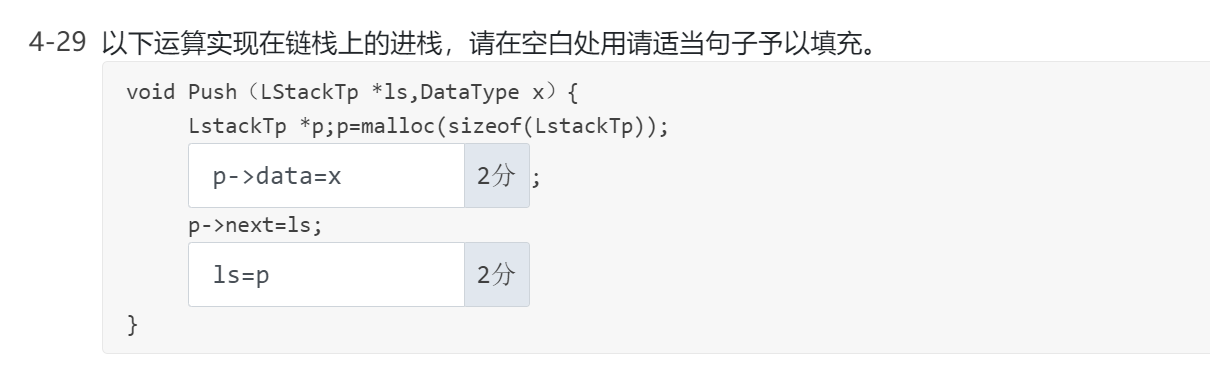 4-29 以下运算实现在链栈上的进栈，请在空白处用请适当句子予以填充。
void Push（LStackTp *ls,DataType x）{
LstackTp *p;p=malloc(sizeof(LstackTp));
p->data=x 2分 ;
p->next=ls;
ls=p 2分
}